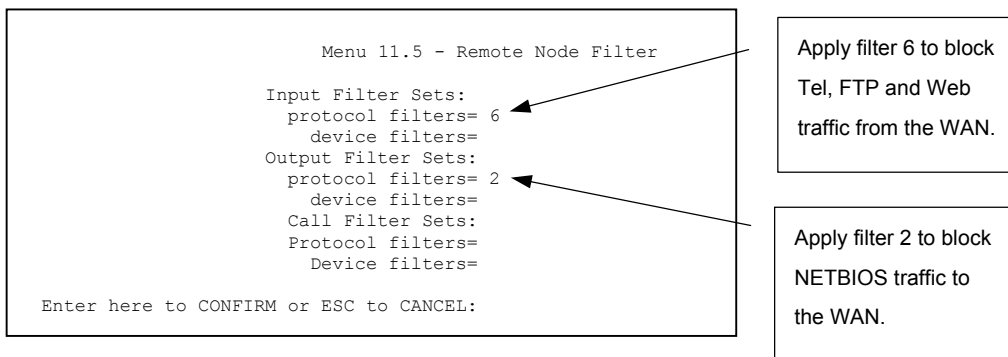 Menu 11.5 - Remote Node Filter
Input Filter Sets:
protocol filters= 6
device filters=
Output Filter Sets:
protocol filters= 2
device filters=
Call Filter Sets:
Protocol filters=
Device filters=
Enter here to CONFIRM or ESC to CANCEL:
Apply filter 6 to block
Tel, FTP and Web
traffic from the WAN.
Apply filter 2 to block
NETBIOS traffic to
the WAN.